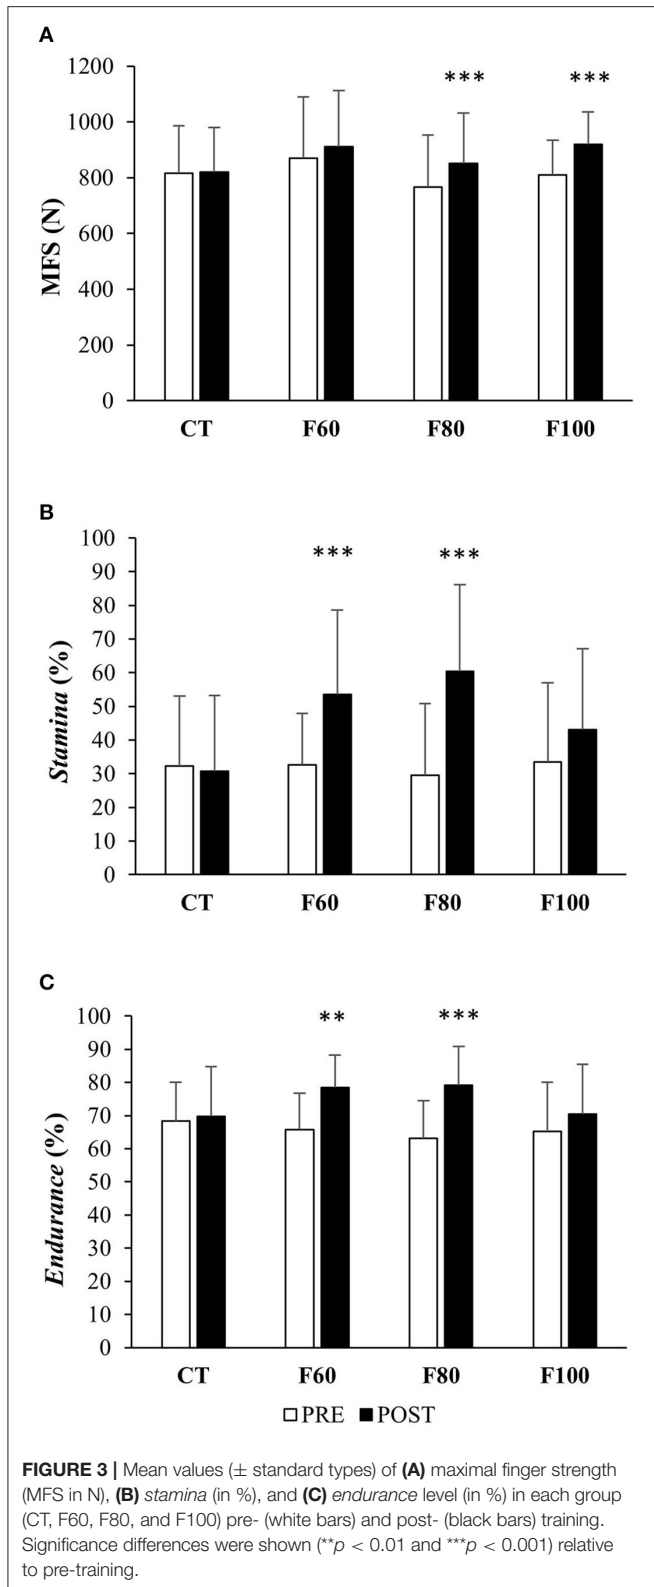 A
MFS (N)
1200
1000
800
600
400
200
0
*** ***
CT F60 F80 F100
B
Stamina (%)
100
90
80
70
60
50
40
30
20
10
0
*** ***
CT F60 F80 F100
C
Endurance (%)
100
90
80
70
60
50
40
30
20
10
0
** ***
CT F60 F80 F100
PRE POST
FIGURE 3 | Mean values (± standard types) of (A) maximal finger strength
(MFS in N), (B) stamina (in %), and (C) endurance level (in %) in each group
(CT, F60, F80, and F100) pre- (white bars) and post- (black bars) training.
Significance differences were shown (**p < 0.01 and ***p < 0.001) relative
to pre-training.